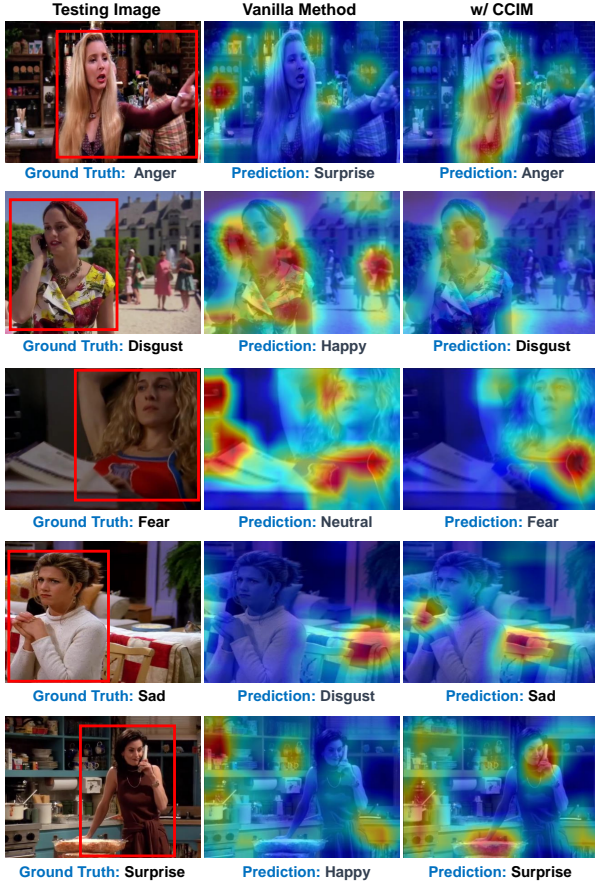 Testing Image Vanilla Method w/ CCIM
Ground Truth: Anger Prediction: Surprise Prediction: Anger
Ground Truth: Disgust Prediction: Happy Prediction: Disgust
Ground Truth: Fear Prediction: Neutral Prediction: Fear
Ground Truth: Sad Prediction: Disgust Prediction: Sad
Ground Truth: Surprise Prediction: Happy Prediction: Surprise